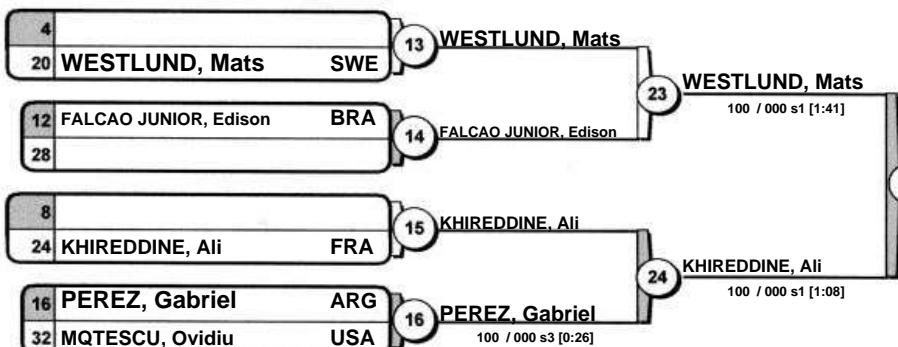 4
20 WESTLUND, Mats SWE
13 WESTLUND, Mats
12 FALCAO JUNIOR, Edison BRA
28
14 FALCAO JUNIOR, Edison
23 WESTLUND, Mats
100 / 000 s1 [1:41]
8
24 KHIREDDINE, Ali FRA
15 KHIREDDINE, Ali
16 PEREZ, Gabriel ARG
32 MQTESCU, Ovidiu USA
16 PEREZ, Gabriel
100 / 000 s3 [0:26]
24 KHIREDDINE, Ali
100 / 000 s1 [1:08]